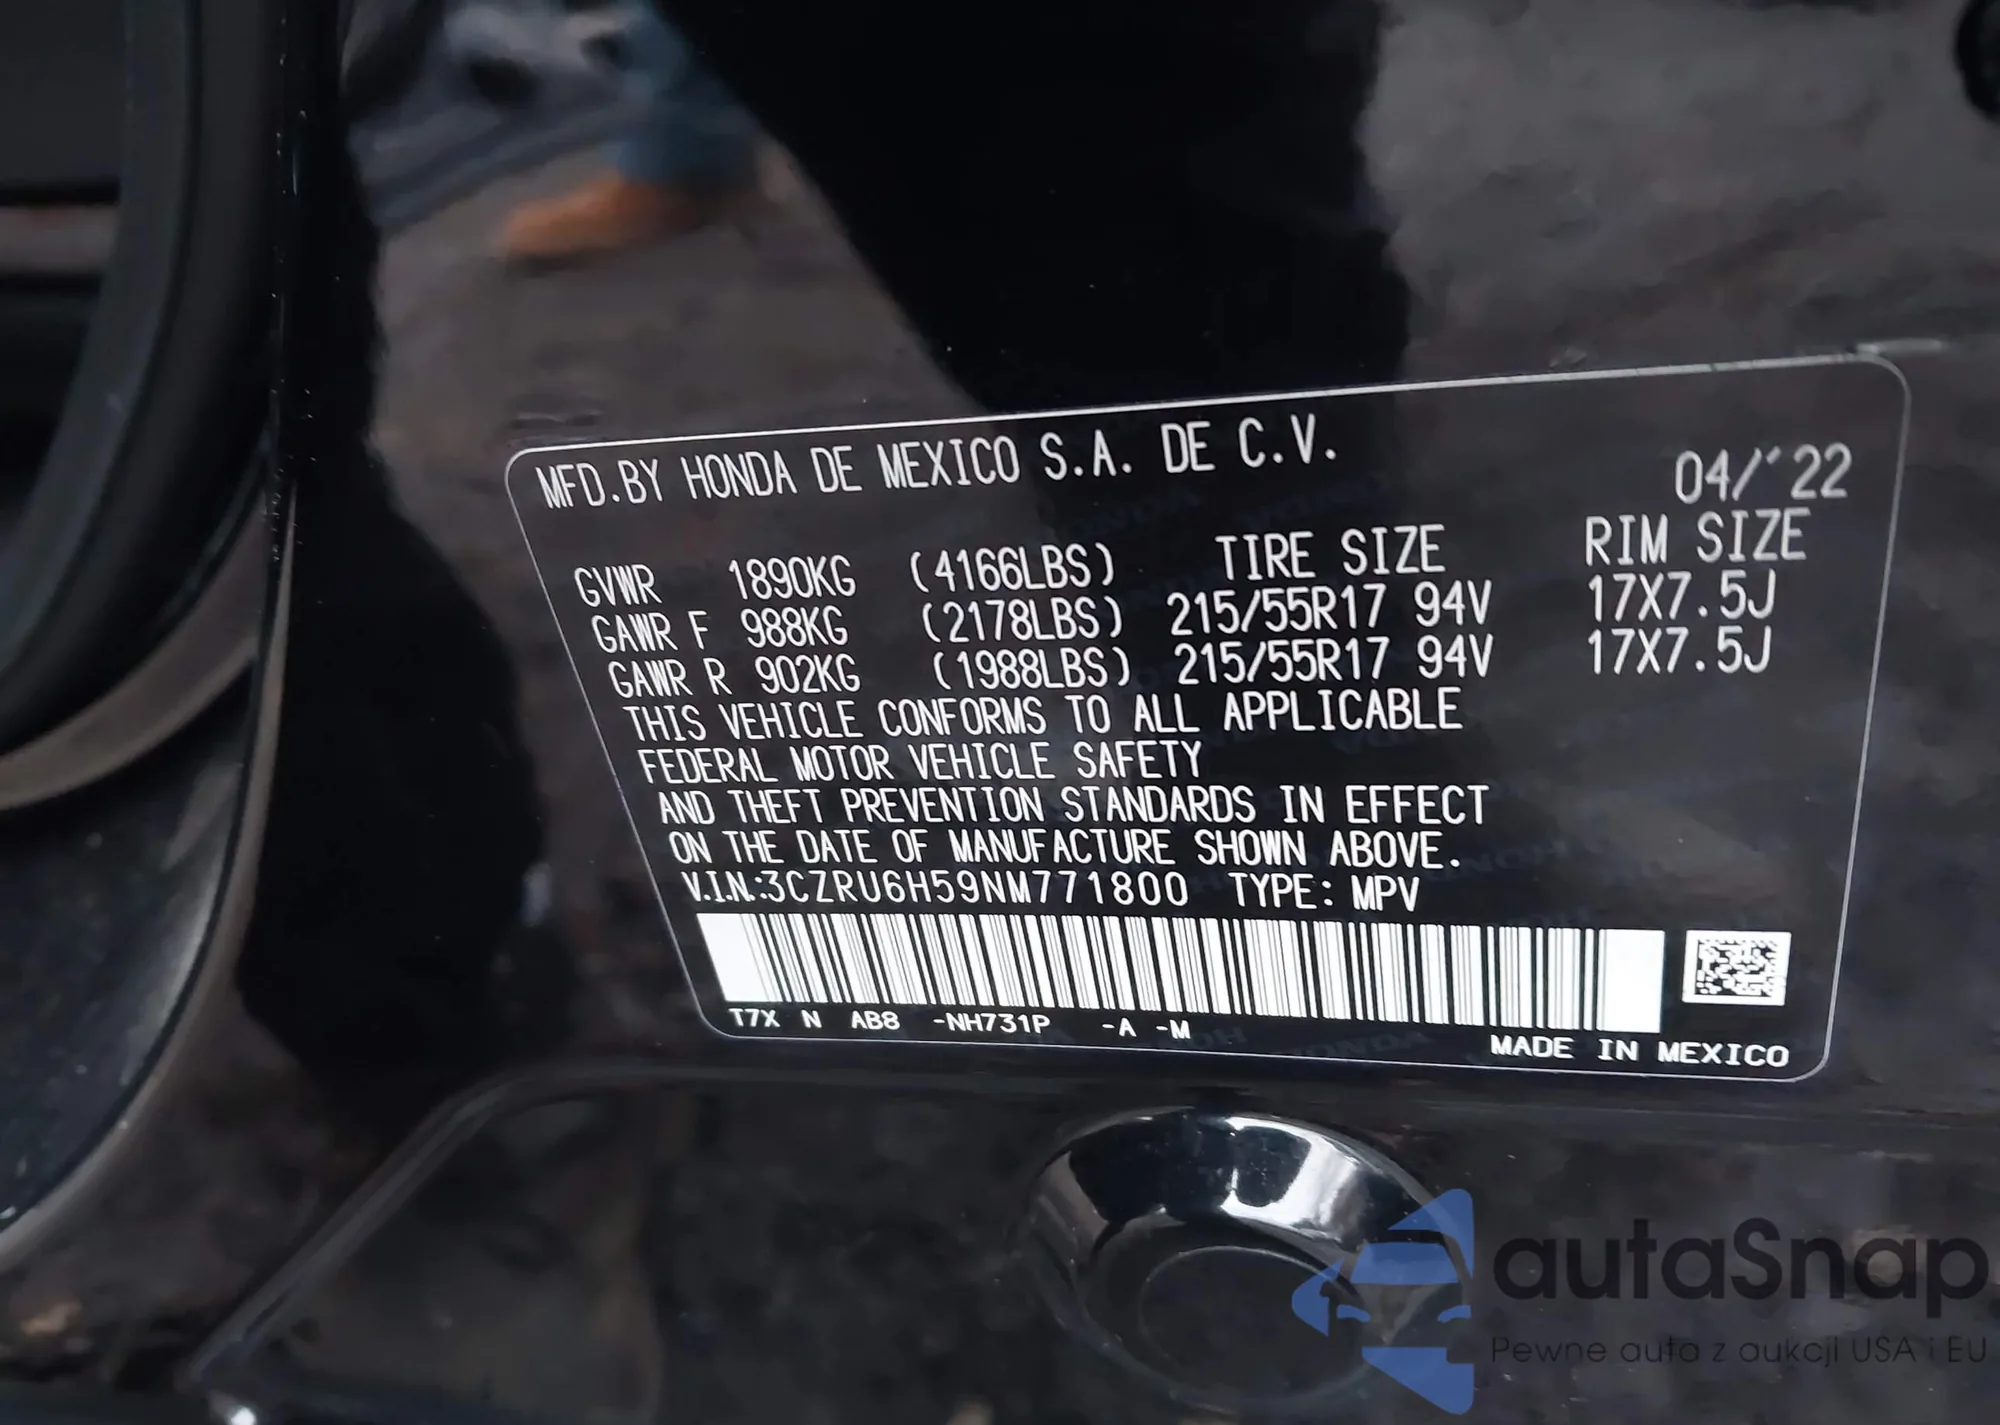 MFD.BY HONDA DE MEXICO S.A. DE C.V.
04/'22
TIRE SIZE RIM SIZE
GVWR 1890KG (4166LBS)
GAWR F 988KG (2178LBS) 215/55R17 94V 17X7.5J
GAWR R 902KG (1988LBS) 215/55R17 94V 17X7.5J
THIS VEHICLE CONFORMS TO ALL APPLICABLE
FEDERAL MOTOR VEHICLE SAFETY
AND THEFT PREVENTION STANDARDS IN EFFECT
ON THE DATE OF MANUFACTURE SHOWN ABOVE.
V.I.N.:3CZRU6H59NM771800 TYPE: MPV
T7X N AB8 -NH731P -A -M
MADE IN MEXICO
autaSnap
Pewne auta z aukcji USA i EU